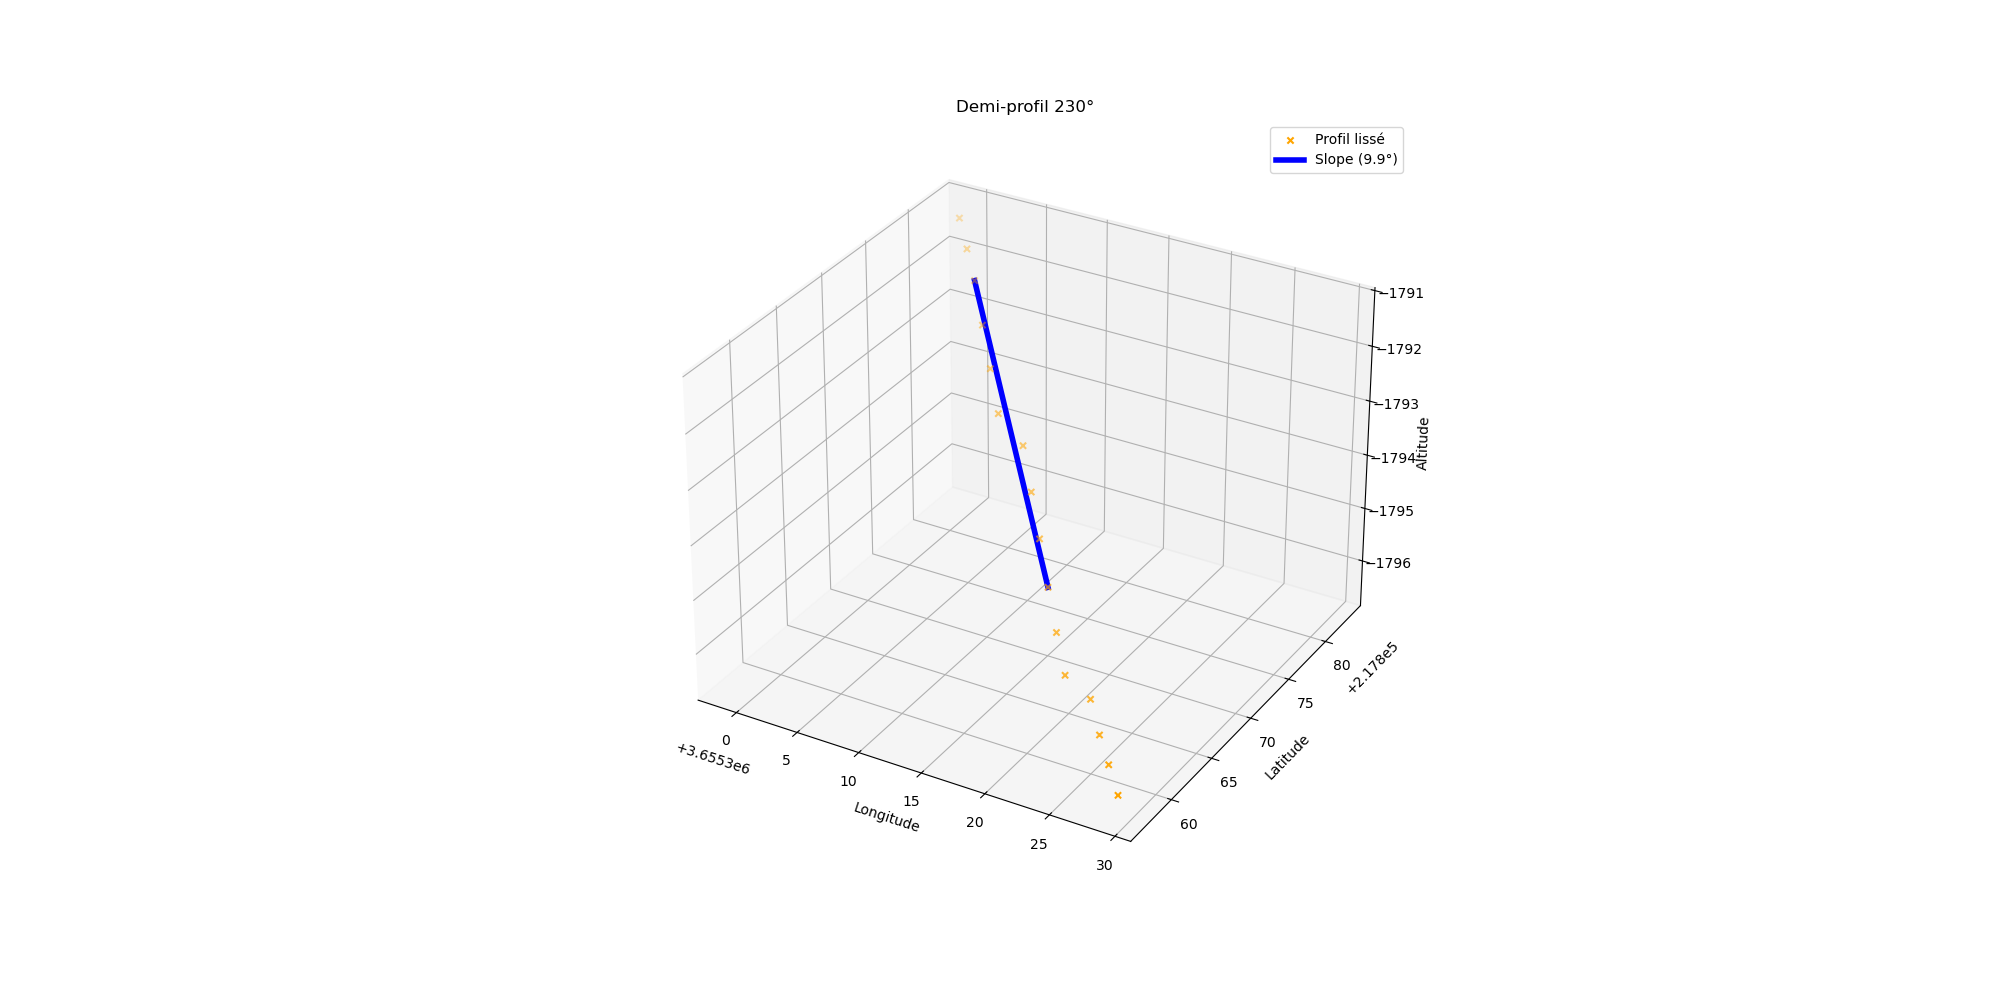 Demi-profil 230°
Profil lissé
Slope (9.9°)
−1791
−1792
−1793
−1794
−1795
−1796
Altitude
80
75
70
65
60
+2.178e5
Latitude
0
5
10
15
20
25
30
+3.6553e6
Longitude